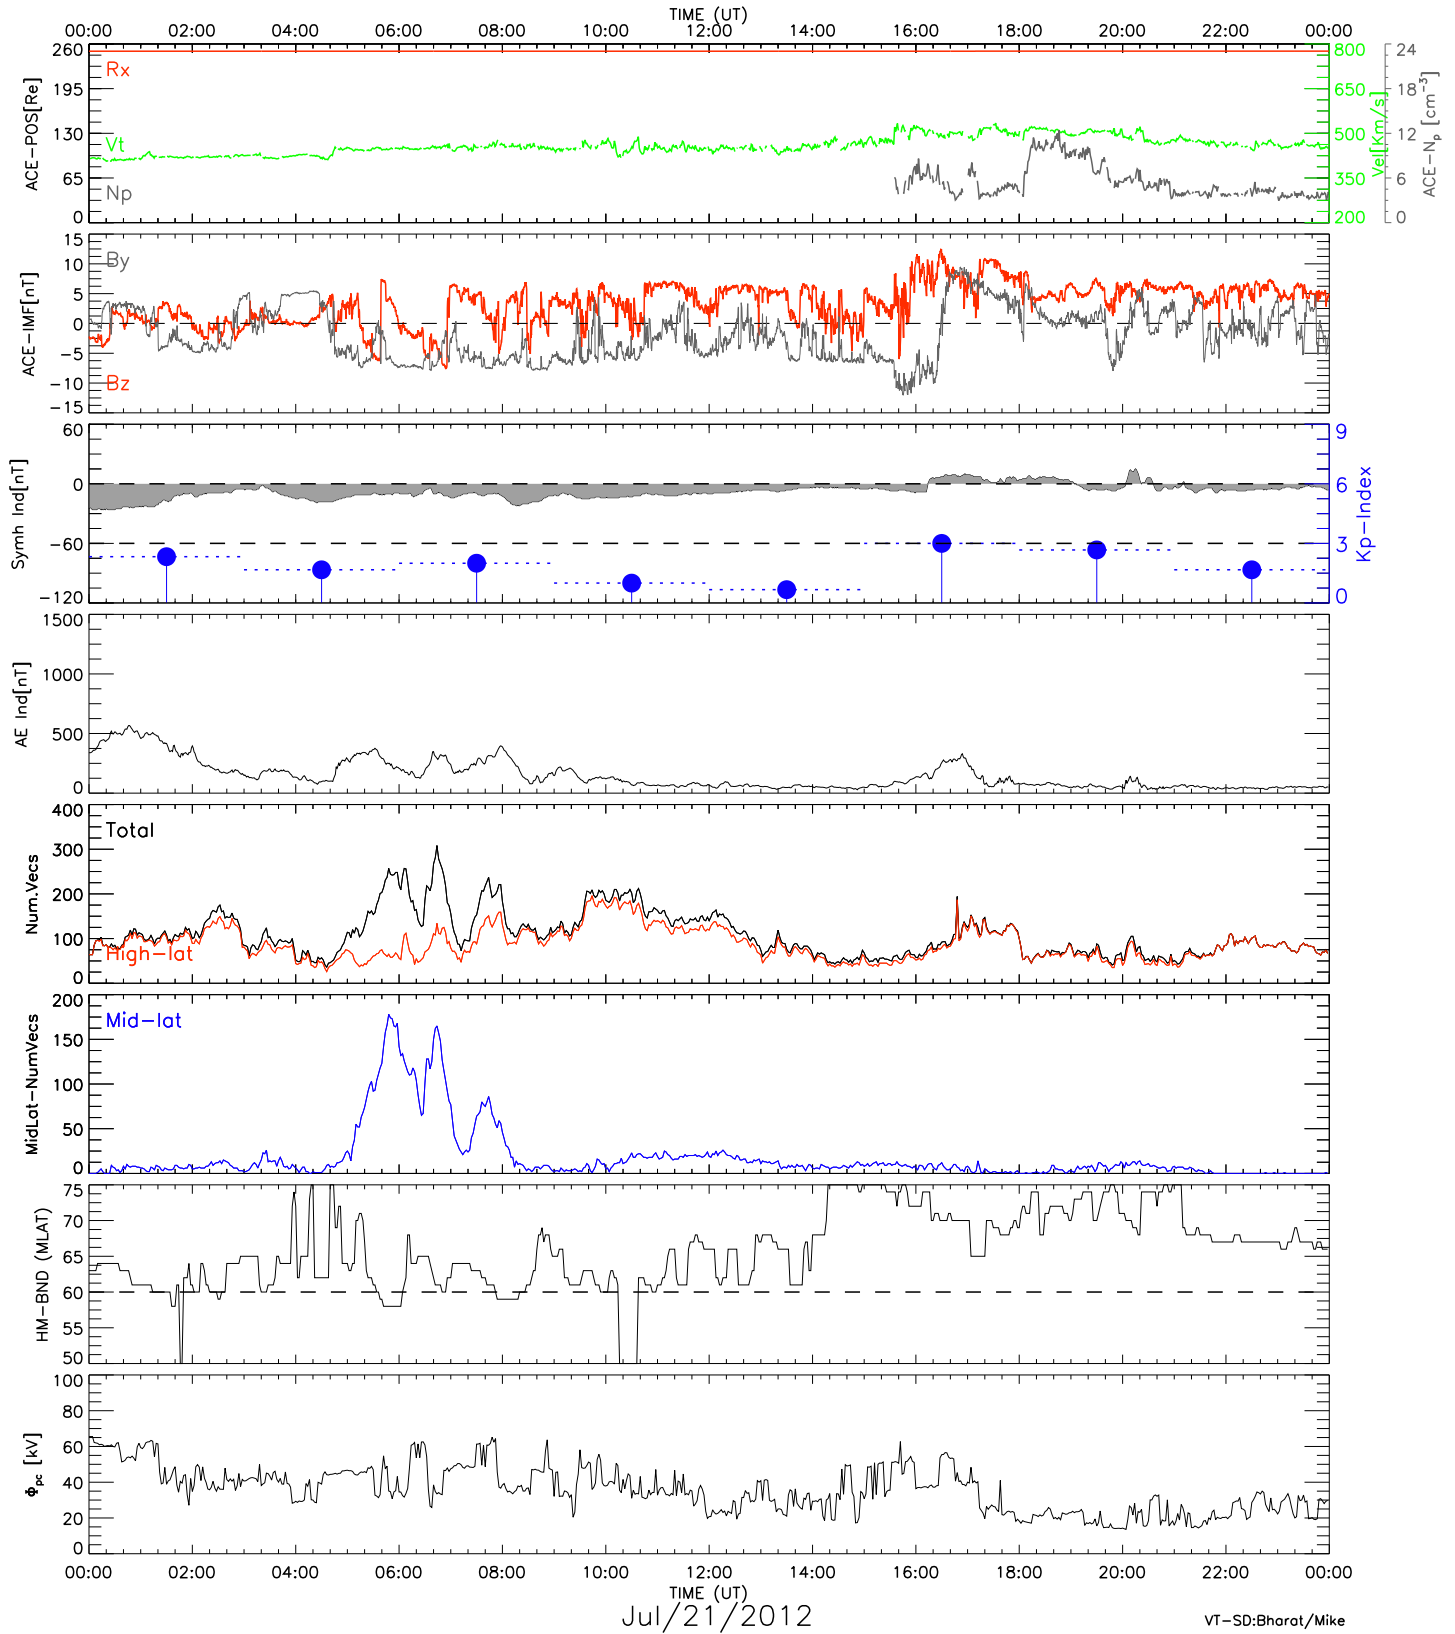 TIME (UT)
00:00 02:00 04:00 06:00 08:00 10:00 12:00 14:00 16:00 18:00 20:00 22:00 00:00
ACE-POS[Re]
260
195
130
65
0
Rx
Vt
Np
800
650
500
350
200
Vel[Km/s]
24
18
12
6
0
ACE-Np [cm-3]
ACE-IMF[nT]
15
10
5
0
-5
-10
-15
By
Bz
Symh Ind[nT]
60
0
-60
-120
9
6
3
0
Kp-Index
AE Ind[nT]
1500
1000
500
0
Num.Vecs
400
300
200
100
0
Total
High-lat
MidLat-NumVecs
200
150
100
50
0
Mid-lat
HM-BND (MLAT)
75
70
65
60
55
50
Φpc [kV]
100
80
60
40
20
0
00:00 02:00 04:00 06:00 08:00 10:00 12:00 14:00 16:00 18:00 20:00 22:00 00:00
TIME (UT)
Jul/21/2012
VT-SD:Bharat/Mike